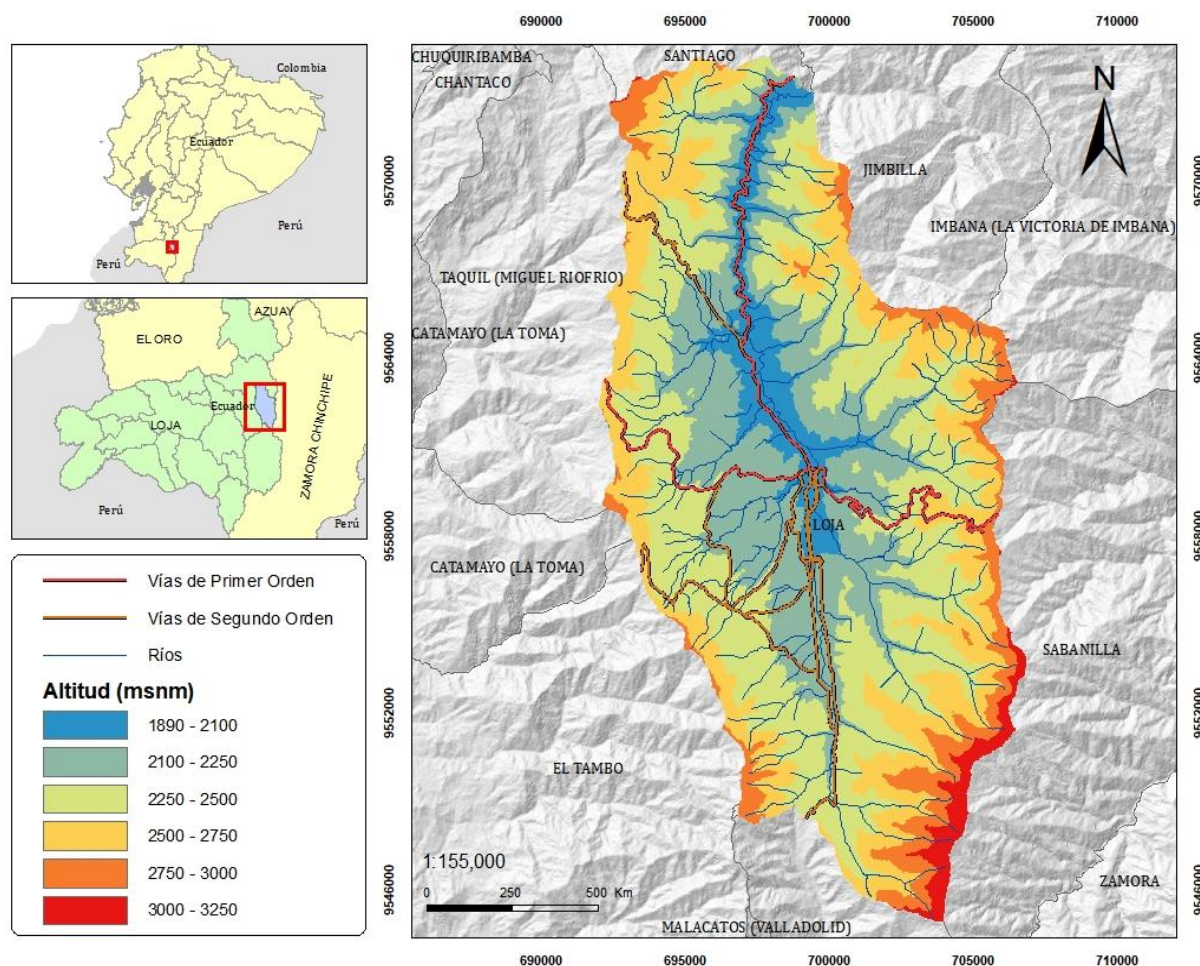 Colombia
Ecuador
Perú
Perú
AZUAY
EL ORO
Ecuador
LOJA
ZAMORA CHINCHIPE
Perú
Perú
Vías de Primer Orden
Vías de Segundo Orden
Ríos
Altitud (msnm)
1890 - 2100
2100 - 2250
2250 - 2500
2500 - 2750
2750 - 3000
3000 - 3250
690000 695000 700000 705000 710000
CHUQUIRIBAMBA
SANTIAGO
CHANTACO
N
JIMBILLA
9570000 9570000
IMBANA (LA VICTORIA DE IMBANA)
TAQUIL (MIGUEL RIOFRIO)
CATAMAYO (LA TOMA)
9564000 9564000
LOJA
9558000 9558000
CATAMAYO (LA TOMA)
SABANILLA
9552000 9552000
EL TAMBO
1:155,000
ZAMORA
0 250 500 Km
9546000 9546000
MALACATOS (VALLADOLID)
690000 695000 700000 705000 710000